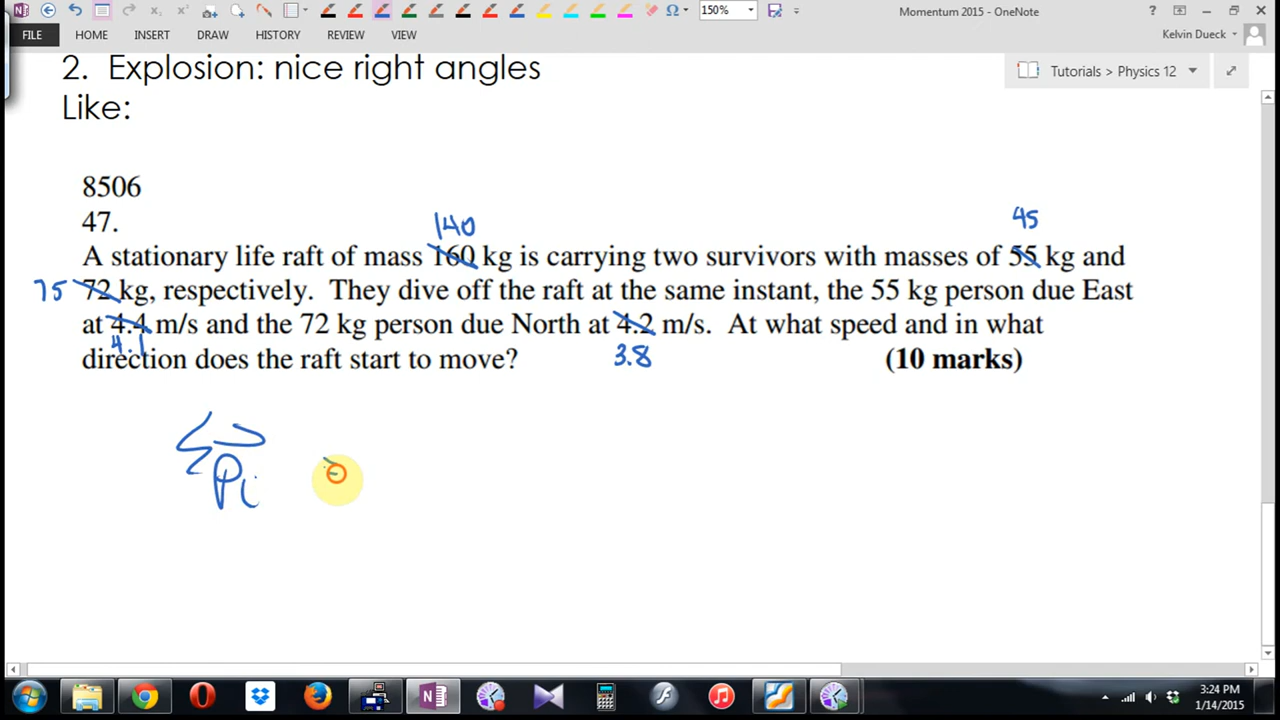 150%
Momentum 2015 - OneNote
FILE HOME INSERT DRAW HISTORY REVIEW VIEW
Kelvin Dueck
2. Explosion: nice right angles
Tutorials > Physics 12
Like:
8506
47.
140
45
A stationary life raft of mass 160 kg is carrying two survivors with masses of 55 kg and
75 72 kg, respectively. They dive off the raft at the same instant, the 55 kg person due East
at 4.4 m/s and the 72 kg person due North at 4.2 m/s. At what speed and in what
4.1
3.8
direction does the raft start to move? (10 marks)
Σ Pi
3:24 PM
1/14/2015